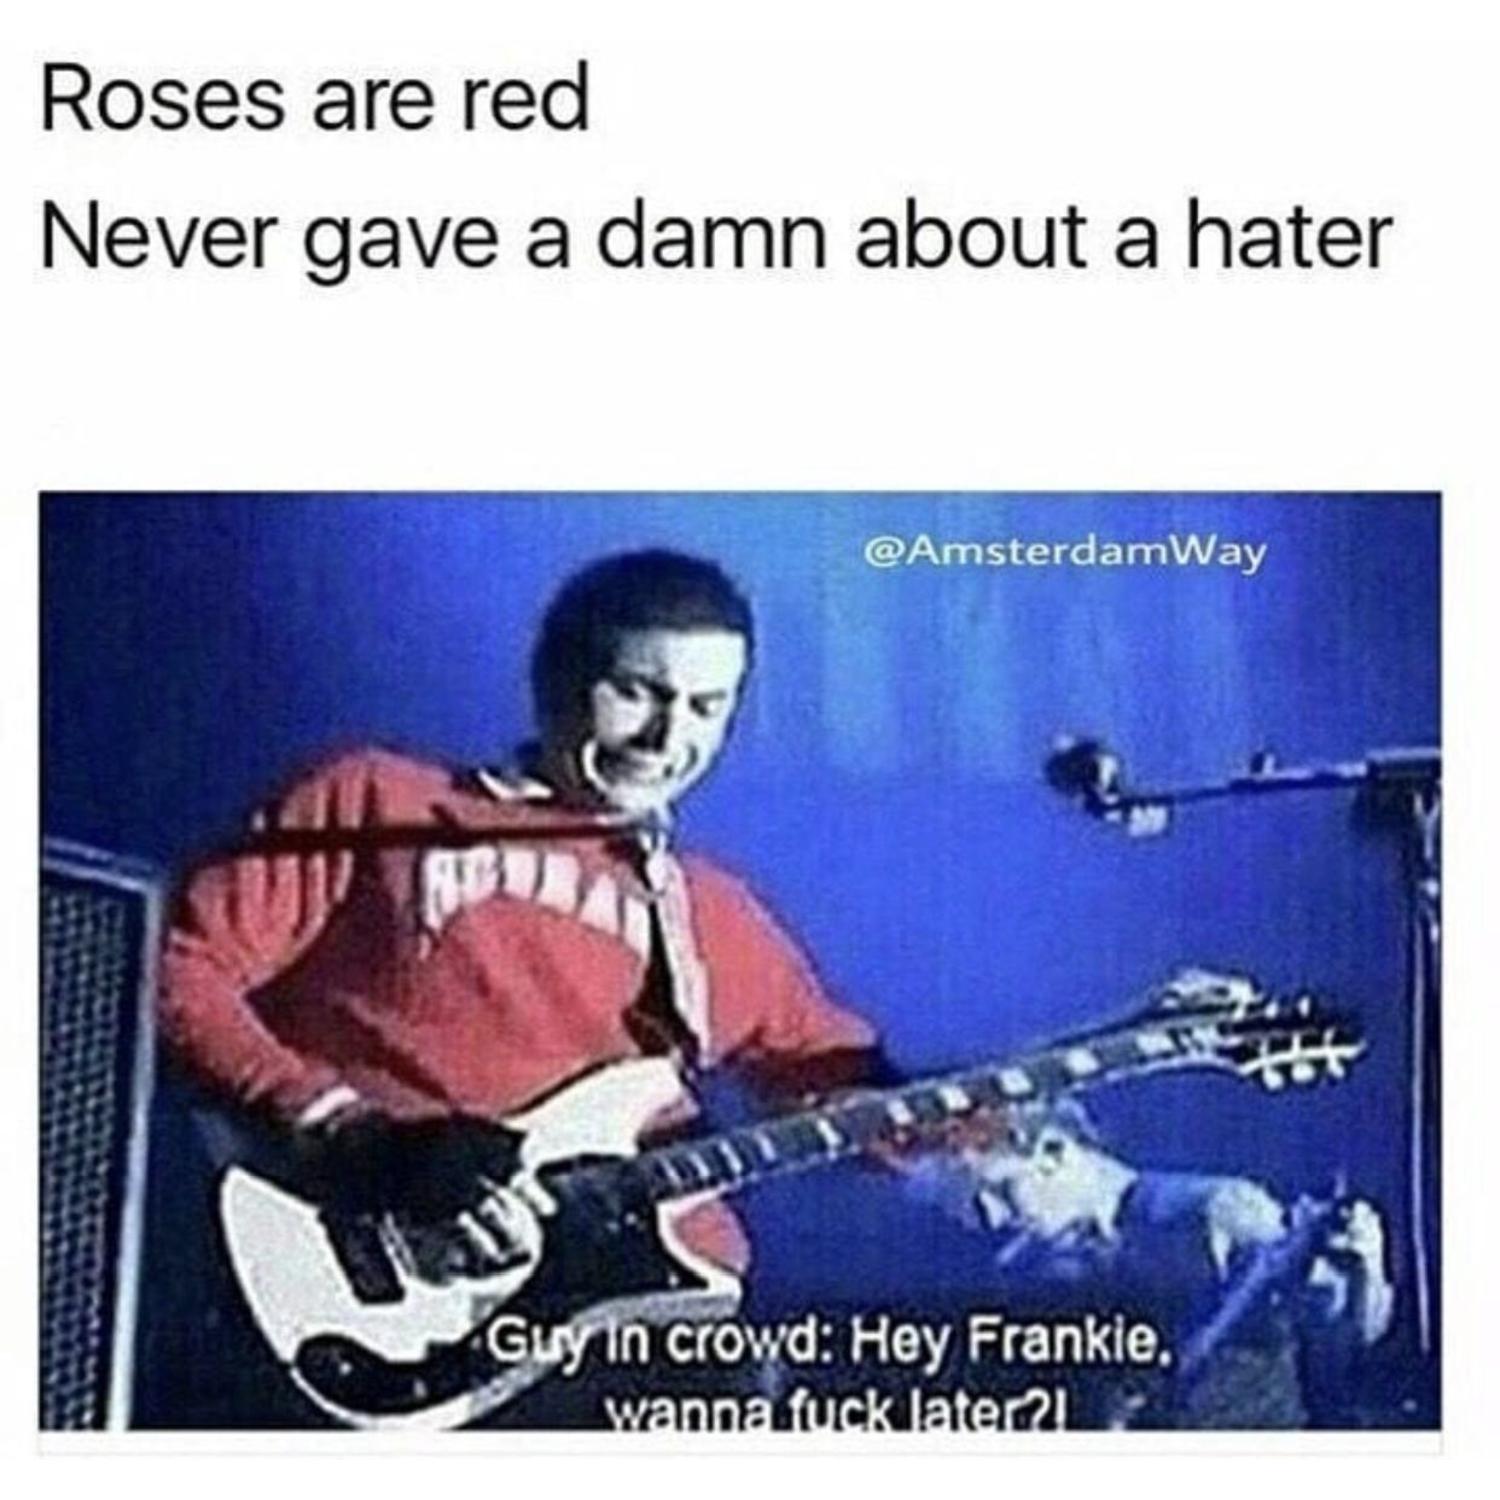 Roses are red
Never gave a damn about a hater
@AmsterdamWay
Guy in crowd: Hey Frankie.
wanna fuck later?!